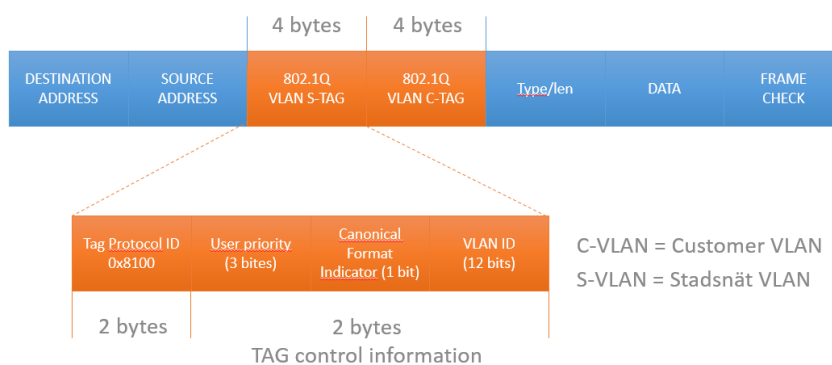 4 bytes
4 bytes
DESTINATION
ADDRESS
SOURCE
ADDRESS
802.1Q
VLAN S-TAG
802.1Q
VLAN C-TAG
Type/len
DATA
FRAME
CHECK
Tag Protocol ID
0x8100
User priority
(3 bites)
Canonical
Format
Indicator (1 bit)
VLAN ID
(12 bits)
C-VLAN = Customer VLAN
S-VLAN = Stadsnät VLAN
2 bytes
2 bytes
TAG control information